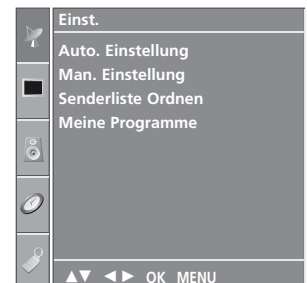 Einst.
Auto. Einstellung
Man. Einstellung
Senderliste Ordnen
Meine Programme
▲▼ ◄► OK MENU